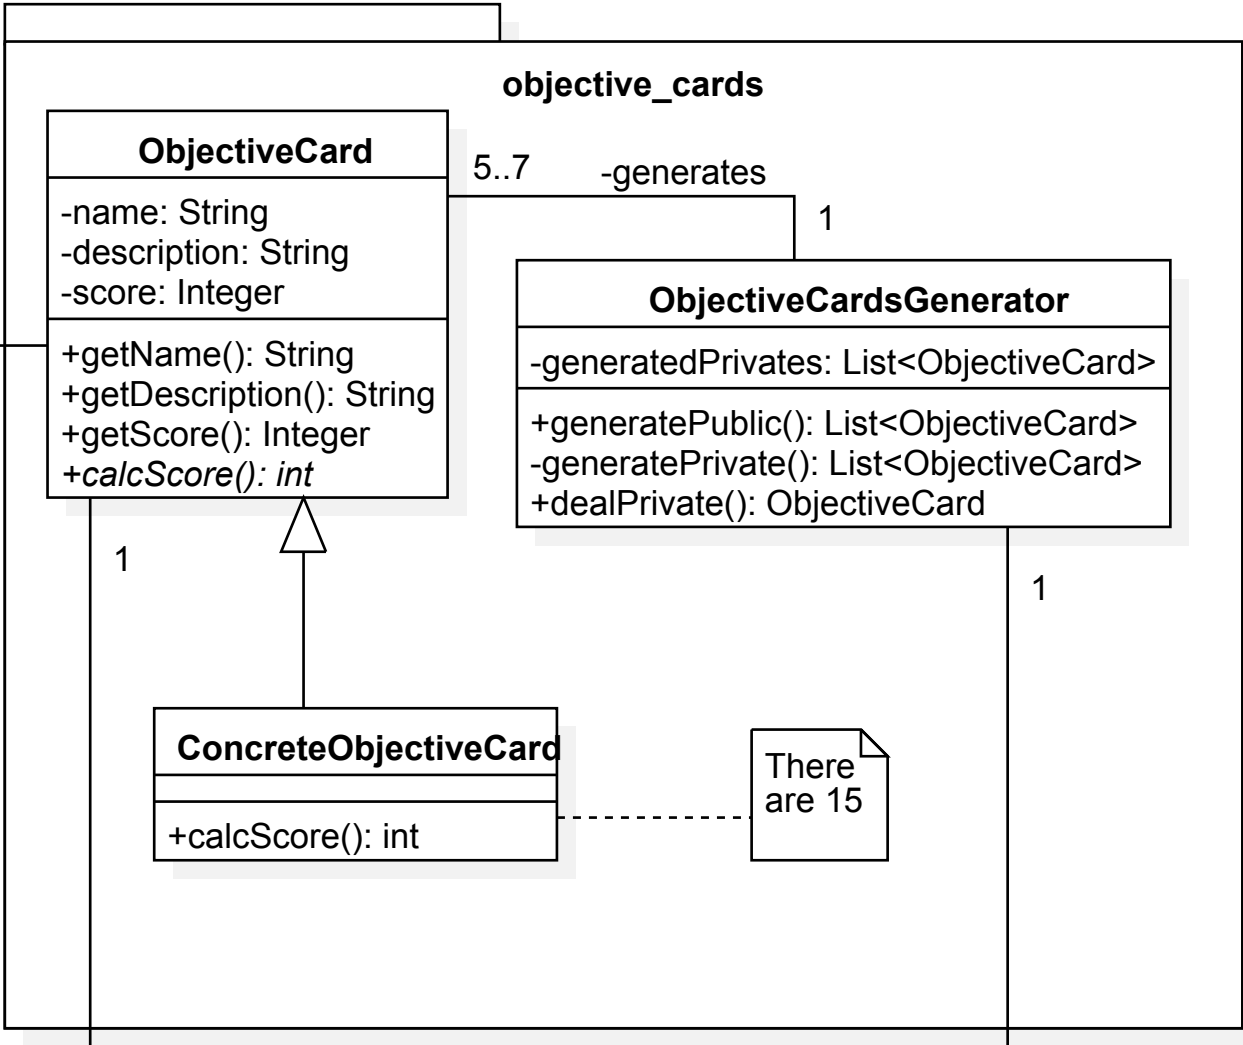 objective_cards
ObjectiveCard
-name: String
-description: String
-score: Integer
+getName(): String
+getDescription(): String
+getScore(): Integer
+calcScore(): int
5..7
-generates
1
ObjectiveCardsGenerator
-generatedPrivates: List<ObjectiveCard>
+generatePublic(): List<ObjectiveCard>
-generatePrivate(): List<ObjectiveCard>
+dealPrivate(): ObjectiveCard
1
1
ConcreteObjectiveCard
+calcScore(): int
There
are 15